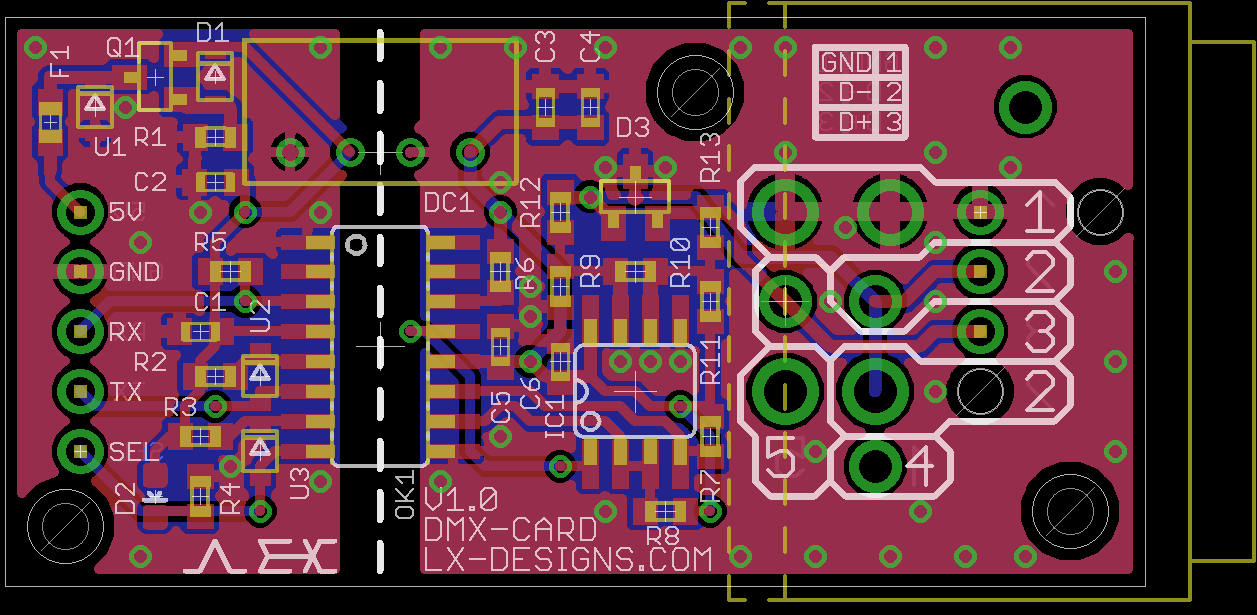 D1
Q1
F1
C3
C4
GND 1
D- 2
D+ 3
U1
R1
D3
R13
C2
5V
DC1
R12
1
R5
GND
R6
R9
R10
2
C1
U2
RX
3
R2
R11
TX
R3
C5
C6
IC1
2
SEL
5
4
D2
R4
U3
OK1
V1.0
R7
DMX-CARD
R8
LX-DESIGNS.COM